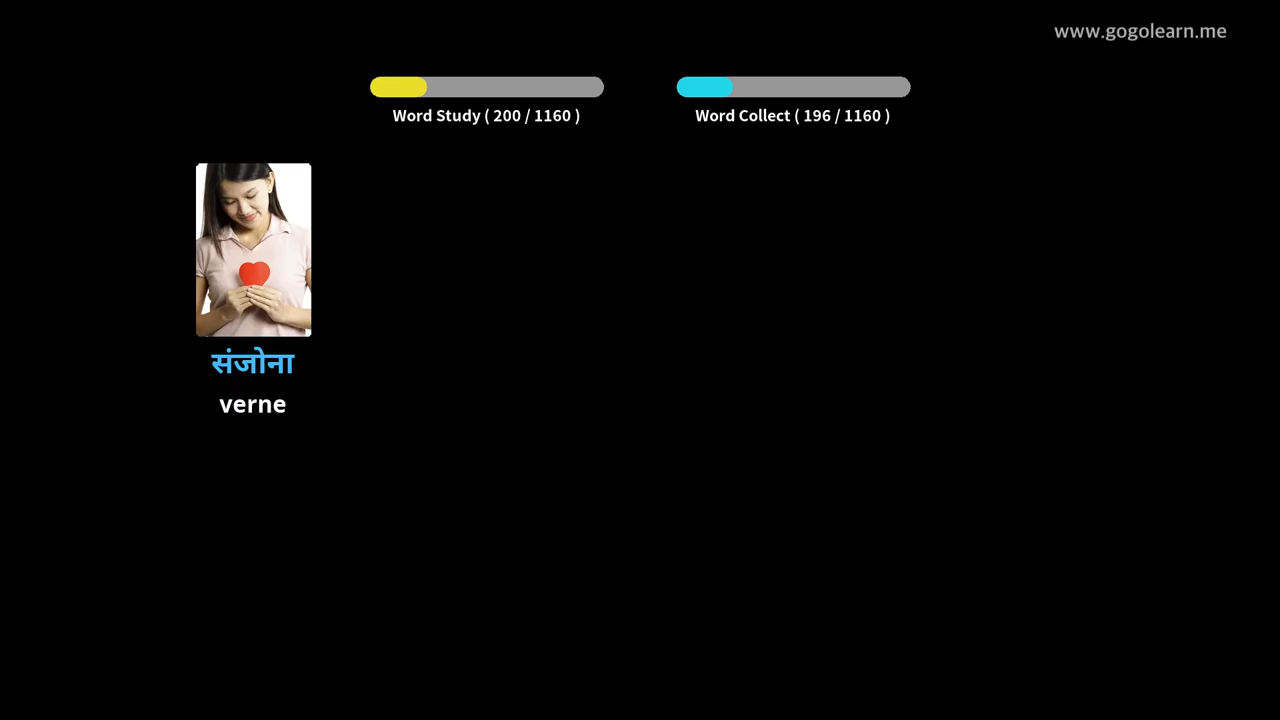 www.gogolearn.me
Word Study ( 200 / 1160 )
Word Collect ( 196 / 1160 )
संजोना
verne